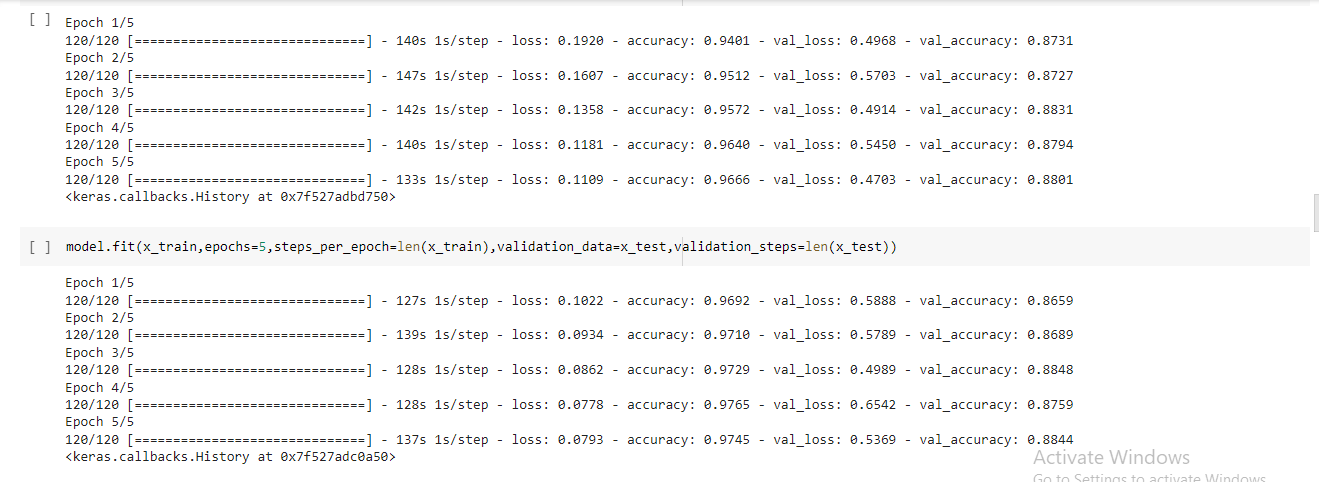 [ ] Epoch 1/5
120/120 [==============================] - 140s 1s/step - loss: 0.1920 - accuracy: 0.9401 - val_loss: 0.4968 - val_accuracy: 0.8731
Epoch 2/5
120/120 [==============================] - 147s 1s/step - loss: 0.1607 - accuracy: 0.9512 - val_loss: 0.5703 - val_accuracy: 0.8727
Epoch 3/5
120/120 [==============================] - 142s 1s/step - loss: 0.1358 - accuracy: 0.9572 - val_loss: 0.4914 - val_accuracy: 0.8831
Epoch 4/5
120/120 [==============================] - 140s 1s/step - loss: 0.1181 - accuracy: 0.9640 - val_loss: 0.5450 - val_accuracy: 0.8794
Epoch 5/5
120/120 [==============================] - 133s 1s/step - loss: 0.1109 - accuracy: 0.9666 - val_loss: 0.4703 - val_accuracy: 0.8801
<keras.callbacks.History at 0x7f527adbd750>
[ ] model.fit(x_train,epochs=5,steps_per_epoch=len(x_train),validation_data=x_test,validation_steps=len(x_test))
Epoch 1/5
120/120 [==============================] - 127s 1s/step - loss: 0.1022 - accuracy: 0.9692 - val_loss: 0.5888 - val_accuracy: 0.8659
Epoch 2/5
120/120 [==============================] - 139s 1s/step - loss: 0.0934 - accuracy: 0.9710 - val_loss: 0.5789 - val_accuracy: 0.8689
Epoch 3/5
120/120 [==============================] - 128s 1s/step - loss: 0.0862 - accuracy: 0.9729 - val_loss: 0.4989 - val_accuracy: 0.8848
Epoch 4/5
120/120 [==============================] - 128s 1s/step - loss: 0.0778 - accuracy: 0.9765 - val_loss: 0.6542 - val_accuracy: 0.8759
Epoch 5/5
120/120 [==============================] - 137s 1s/step - loss: 0.0793 - accuracy: 0.9745 - val_loss: 0.5369 - val_accuracy: 0.8844
<keras.callbacks.History at 0x7f527adc0a50>
Activate Windows
Go to Settings to activate Windows